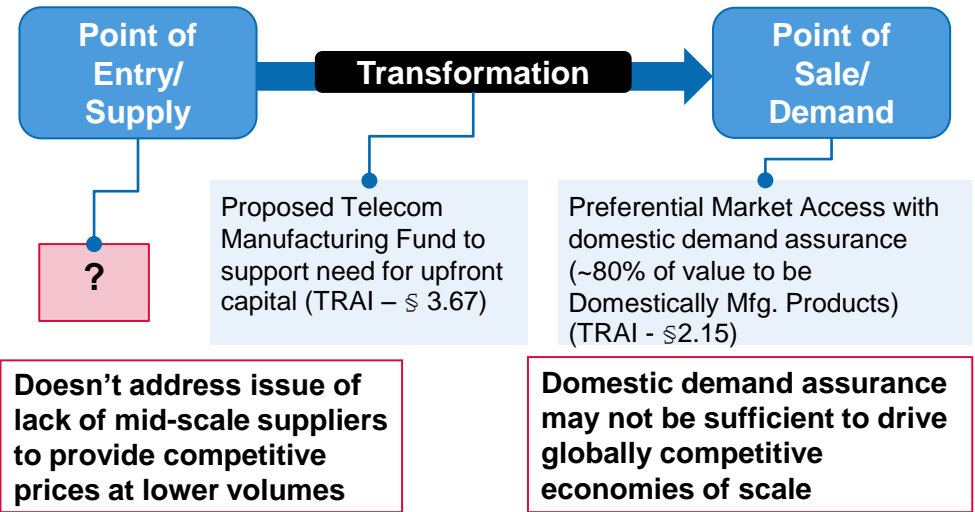 Point of
Entry/
Supply
Transformation
Point of
Sale/
Demand
?
Proposed Telecom
Manufacturing Fund to
support need for upfront
capital (TRAI – § 3.67)
Preferential Market Access with
domestic demand assurance
(~80% of value to be
Domestically Mfg. Products)
(TRAI - §2.15)
Doesn’t address issue of
lack of mid-scale suppliers
to provide competitive
prices at lower volumes
Domestic demand assurance
may not be sufficient to drive
globally competitive
economies of scale